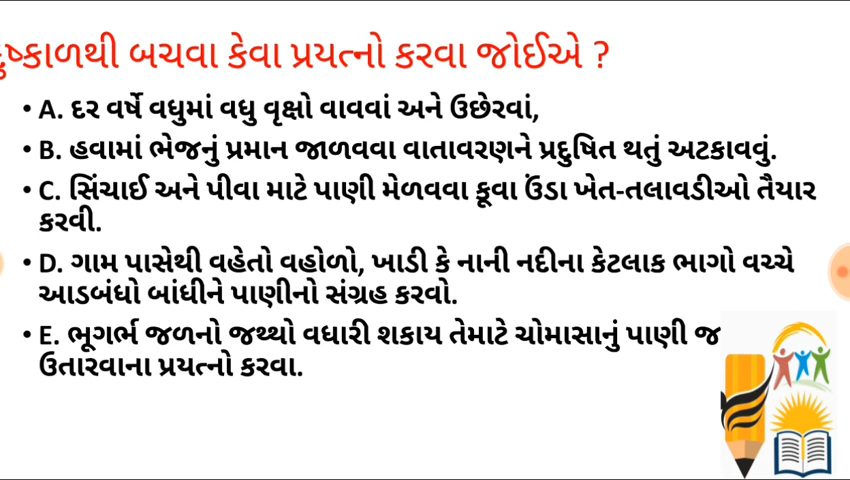 દુષ્કાળથી બચવા કેવા પ્રયત્નો કરવા જોઈએ ?
• A. દર વર્ષે વધુમાં વધુ વૃક્ષો વાવવાં અને ઉછેરવાં,
• B. હવામાં ભેજનું પ્રમાન જાળવવા વાતાવરણને પ્રદુષિત થતું અટકાવવું.
• C. સિંચાઈ અને પીવા માટે પાણી મેળવવા કૂવા ઉંડા ખેત-તલાવડીઓ તૈયાર
કરવી.
• D. ગામ પાસેથી વહેતો વહોળો, ખાડી કે નાની નદીના કેટલાક ભાગો વચ્ચે
આડબંધો બાંધીને પાણીનો સંગ્રહ કરવો.
• E. ભૂગર્ભ જળનો જથ્થો વધારી શકાય તેમાટે ચોમાસાનું પાણી જ
ઉતારવાના પ્રયત્નો કરવા.